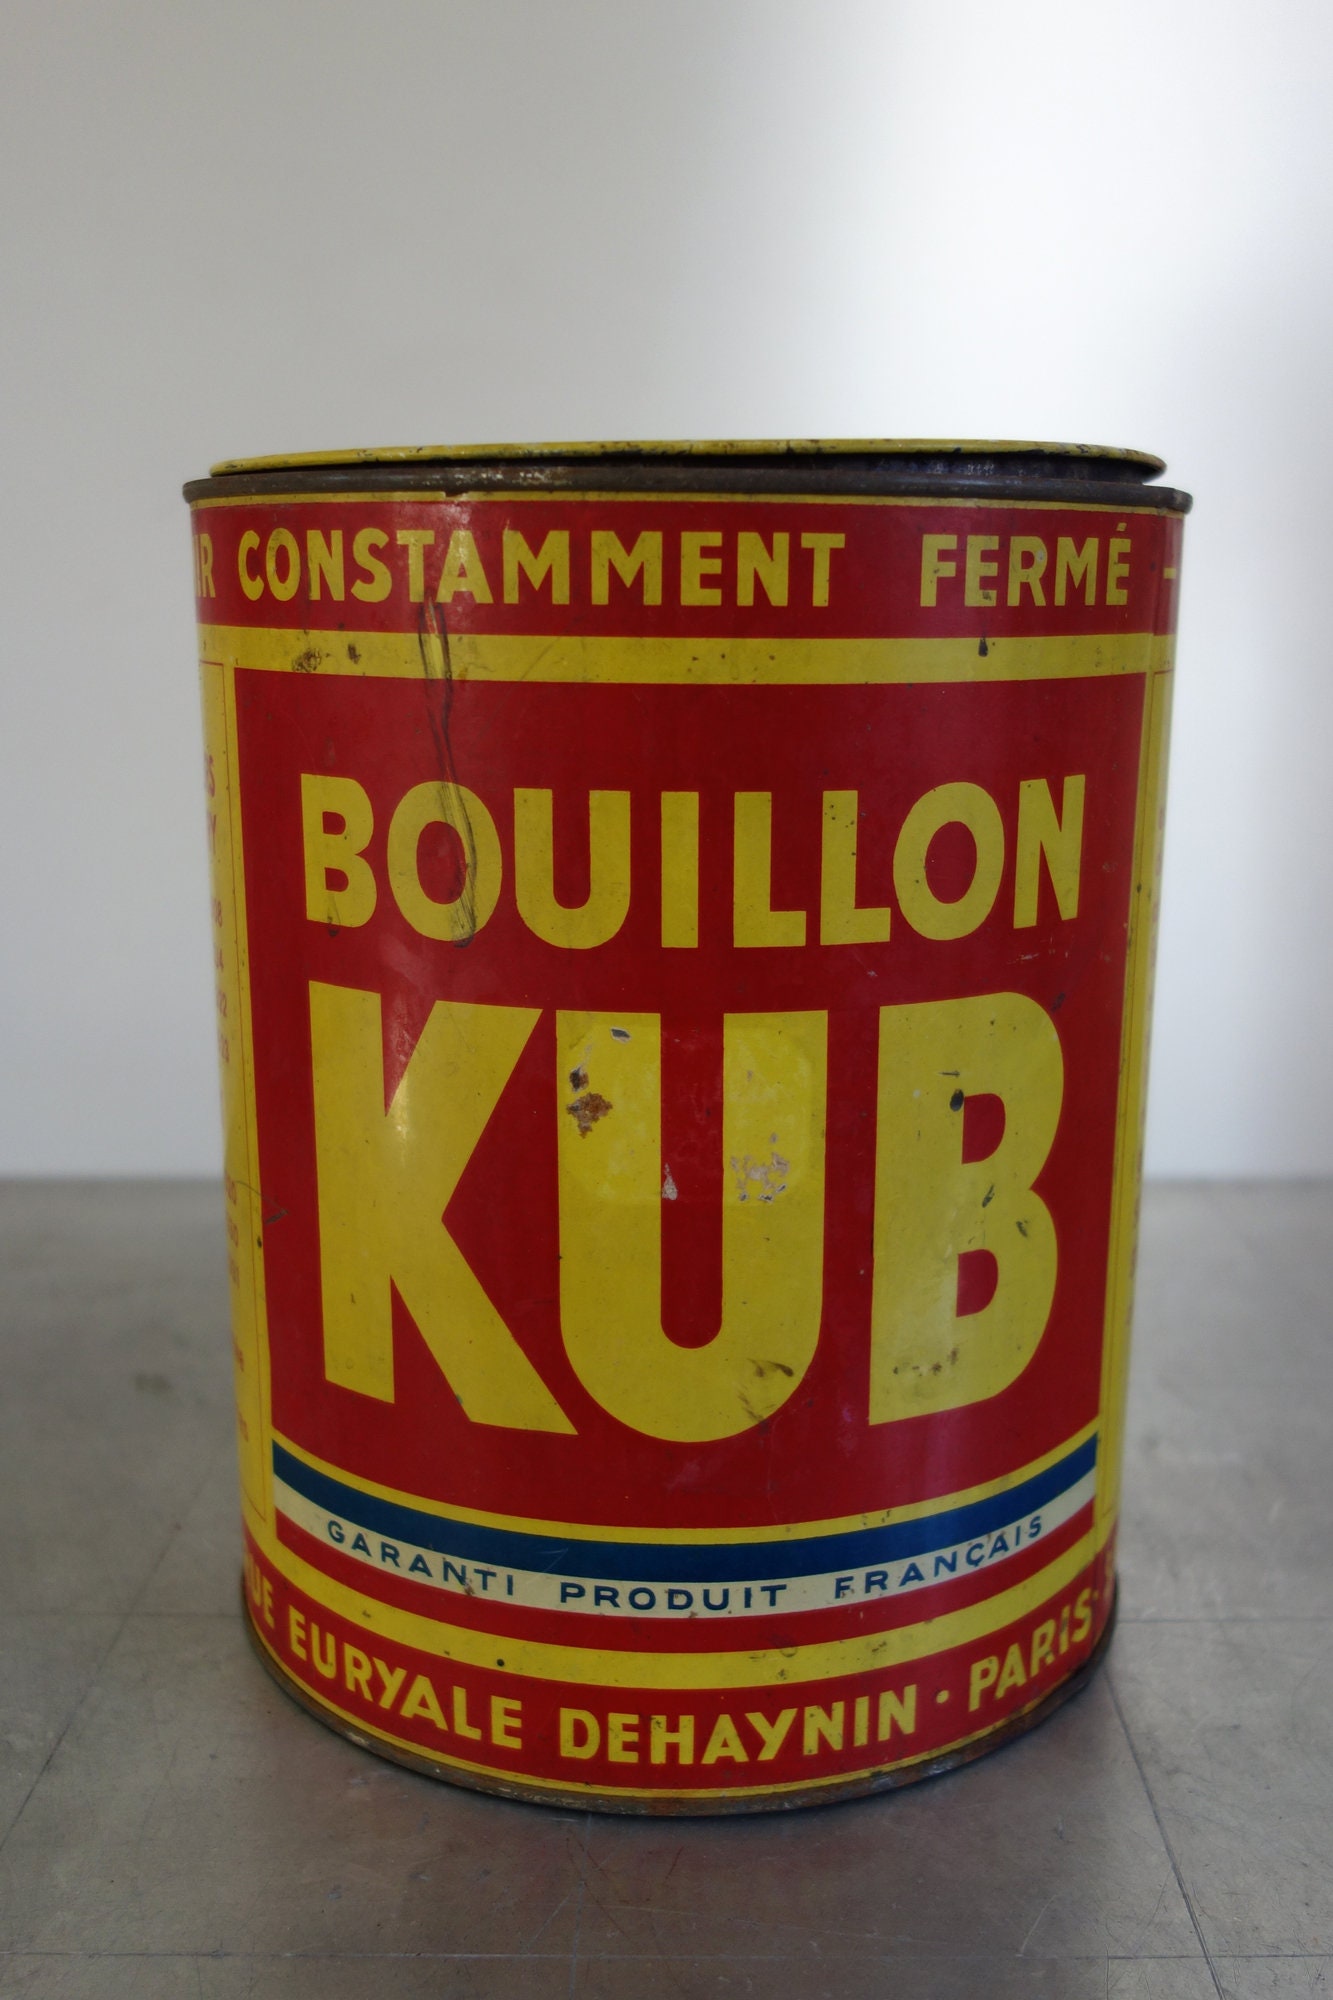 CONSTAMMENT FERMÉ -
BOUILLON
KUB
GARANTI PRODUIT FRANÇAIS
EURYALE DEHAYNIN · PARIS ·